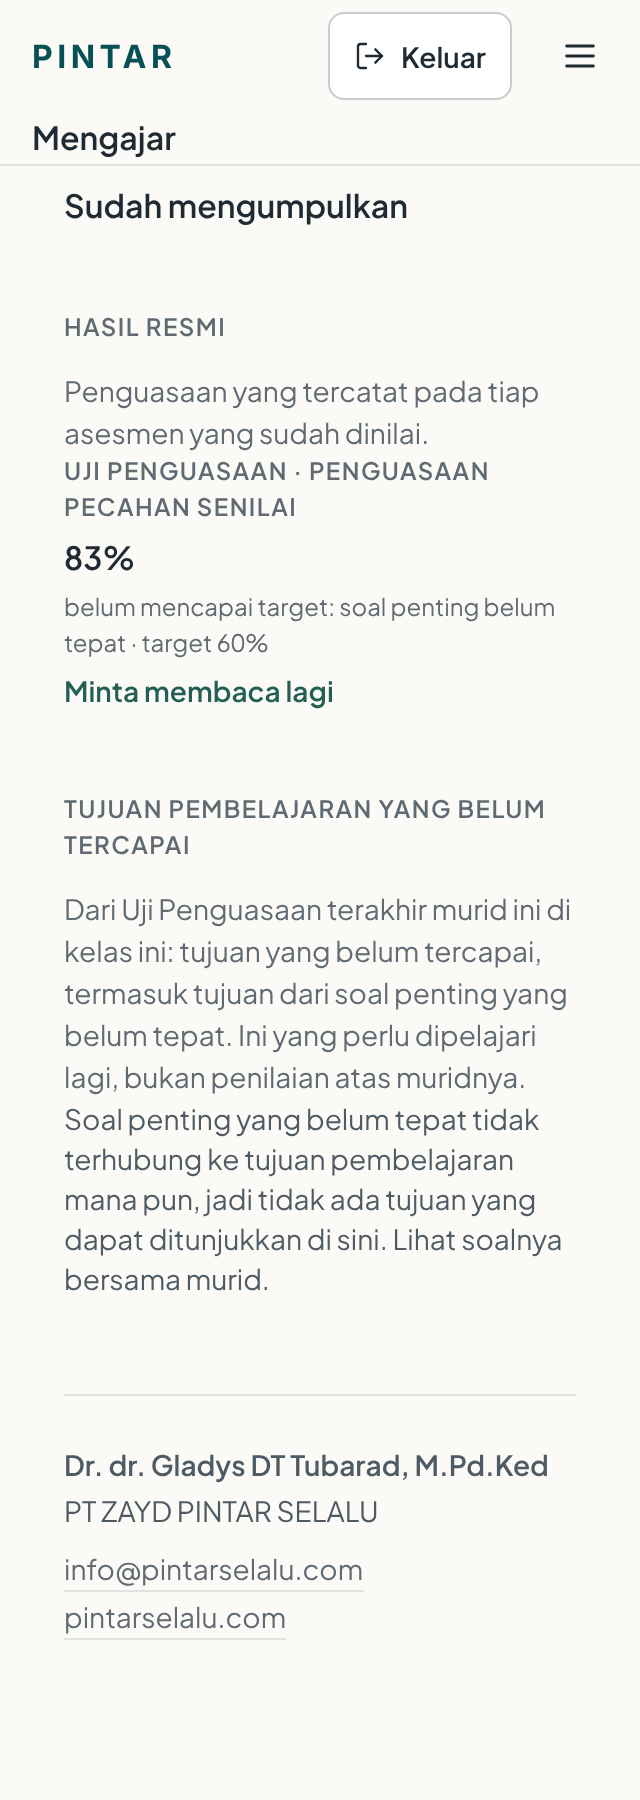 PINTAR
Keluar
Mengajar
Sudah mengumpulkan
HASIL RESMI
Penguasaan yang tercatat pada tiap
asesmen yang sudah dinilai.
UJI PENGUASAAN · PENGUASAAN
PECAHAN SENILAI
83%
belum mencapai target: soal penting belum
tepat · target 60%
Minta membaca lagi
TUJUAN PEMBELAJARAN YANG BELUM
TERCAPAI
Dari Uji Penguasaan terakhir murid ini di
kelas ini: tujuan yang belum tercapai,
termasuk tujuan dari soal penting yang
belum tepat. Ini yang perlu dipelajari
lagi, bukan penilaian atas muridnya.
Soal penting yang belum tepat tidak
terhubung ke tujuan pembelajaran
mana pun, jadi tidak ada tujuan yang
dapat ditunjukkan di sini. Lihat soalnya
bersama murid.
Dr. dr. Gladys DT Tubarad, M.Pd.Ked
PT ZAYD PINTAR SELALU
info@pintarselalu.com
pintarselalu.com